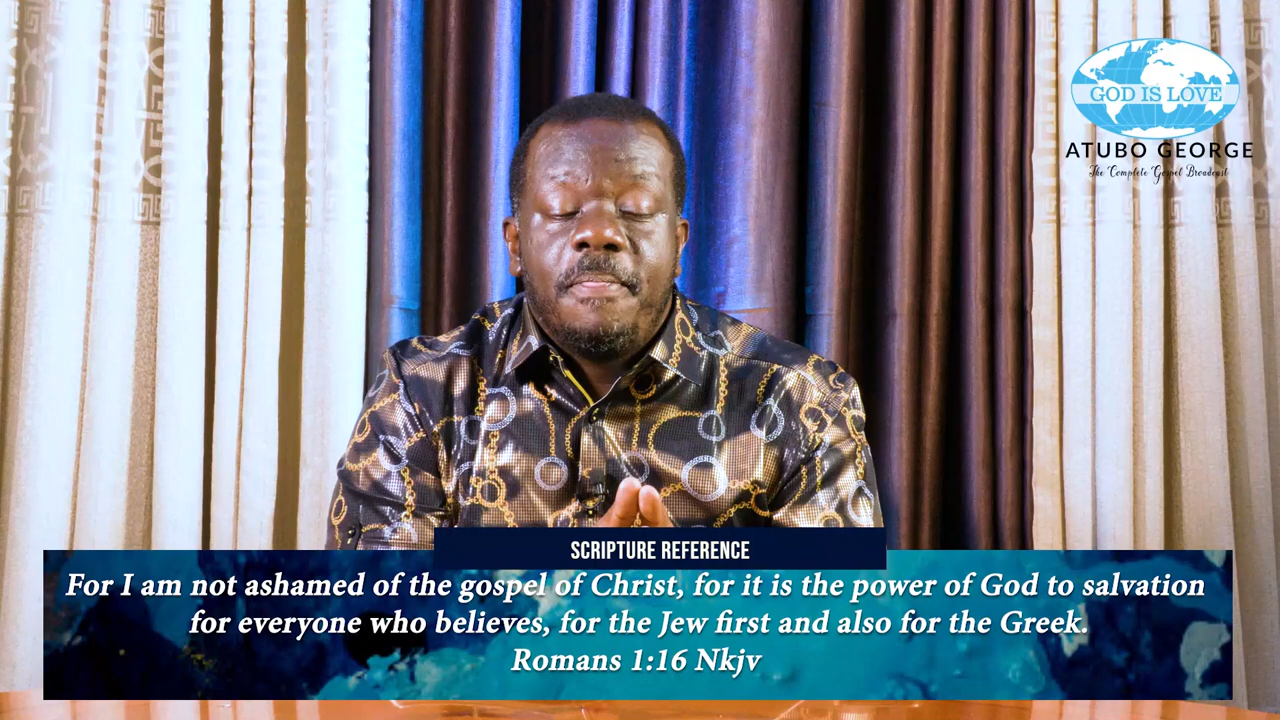 GOD IS LOVE
ATUBO GEORGE
The Complete Gospel Broadcast
SCRIPTURE REFERENCE
For I am not ashamed of the gospel of Christ, for it is the power of God to salvation
for everyone who believes, for the Jew first and also for the Greek.
Romans 1:16 Nkjv